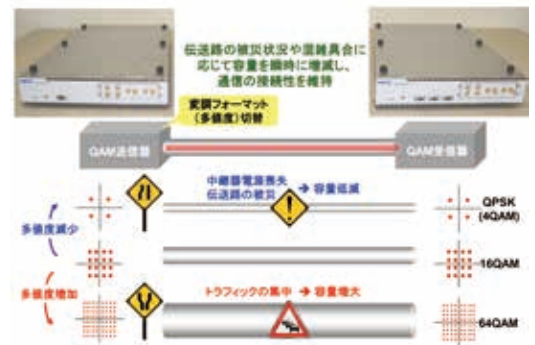 伝送路の被災状況や混雑具合に
応じて容量を瞬時に増減し、
通信の接続性を維持
変調フォーマット
(多値度)切替
QAM送信器
QAM受信器
中継器電源喪失
伝送路の被災
→ 容量低減
QPSK
(4QAM)
多値度減少
16QAM
多値度増加
トラフィックの集中 → 容量増大
64QAM